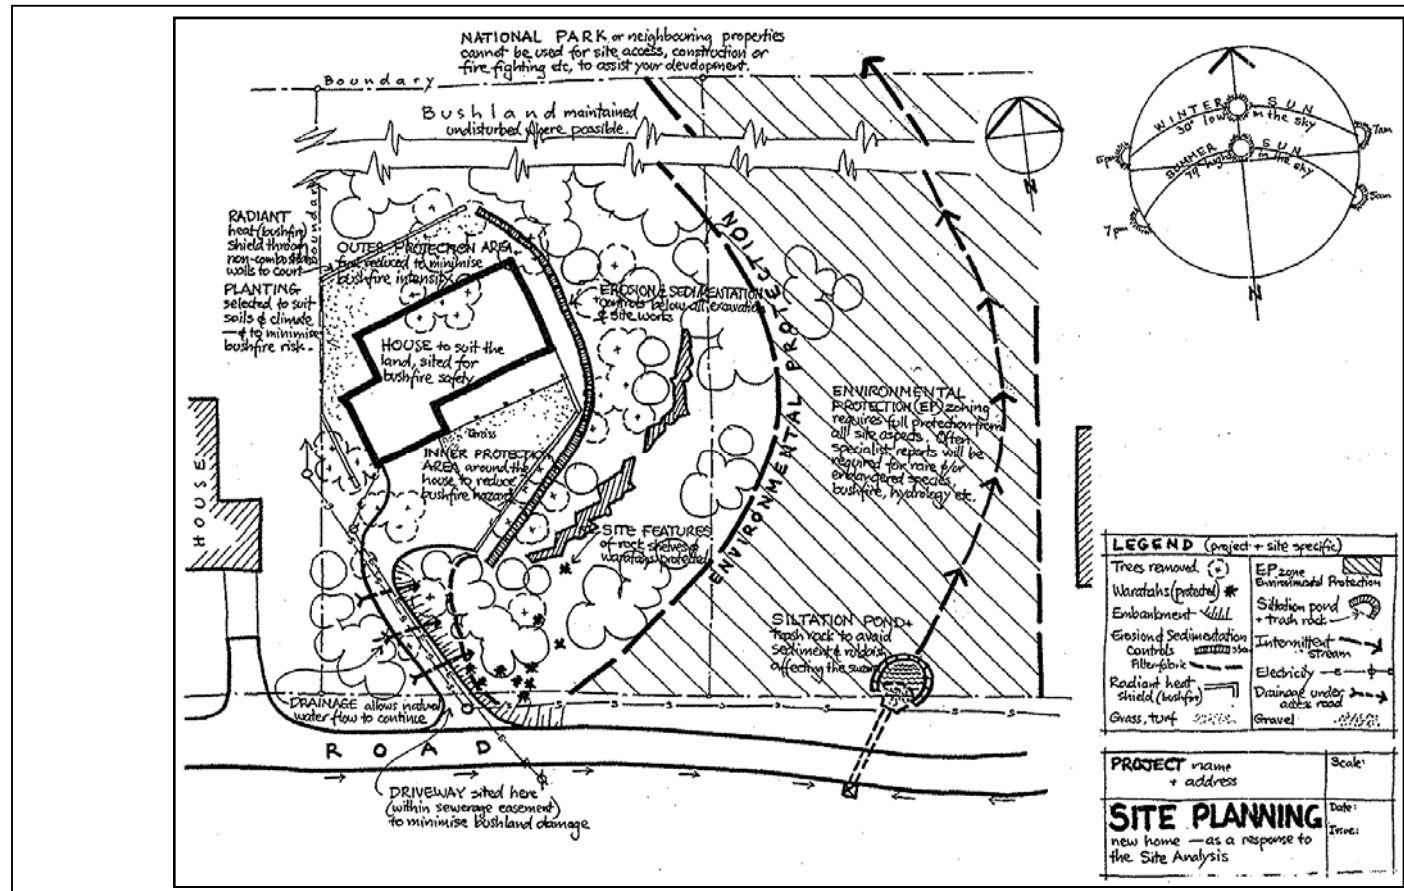 NATIONAL PARK or neighbouring properties
cannot be used for site access, construction or
fire fighting etc, to assist your development.
Boundary
Bushland maintained
undisturbed where possible.
N
WINTER SUN
30° low in the sky
SUMMER SUN
79° high in the sky
7am
5am
5pm
7pm
N
boundary
RADIANT
heat (bushfire)
shield through
non-combustible
walls to court
PLANTING
selected to suit
soils & climate
— & to minimise
bushfire risk.
OUTER PROTECTION AREA
fuel reduced to minimise
bushfire intensity
HOUSE to suit the
land, sited for
bushfire safety
EROSION & SEDIMENTATION
controls below all excavation
& site works
Terrass
INNER PROTECTION
AREA around the
house to reduce
bushfire hazard
SITE FEATURES
of rock shelves &
waratahs protected
ENVIRONMENTAL PROTECTION
ENVIRONMENTAL
PROTECTION (EP) zoning
requires full protection from
all site aspects. Often
specialist reports will be
required for rare &/or
endangered species,
bushfire, hydrology etc.
SILTATION POND +
trash rack to avoid
sediment & rubbish
affecting the swamp
HOUSE
DRAINAGE allows natural
water flow to continue
ROAD
DRIVEWAY sited here
(within sewerage easement)
to minimise bushland damage
LEGEND (project + site specific)
Trees removed
Waratahs (protected)
Embankment
Erosion & Sedimentation
Controls
Filter fabric
Radiant heat
shield (bushfire)
Grass, turf
EP zone
Environmental Protection
Siltation pond
+ trash rack
Intermittent
stream
Electricity
Drainage under
access road
Gravel
PROJECT name
+ address
Scale:
SITE PLANNING
new home — as a response to
the Site Analysis
Date:
Issue: